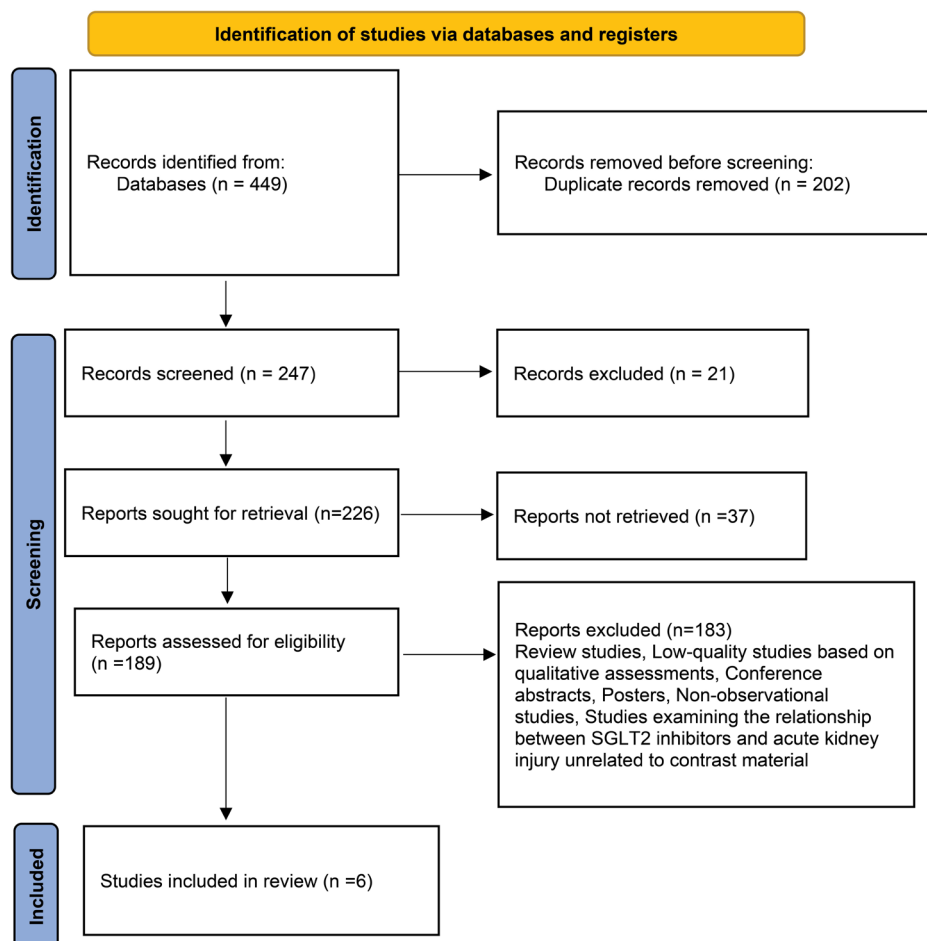 Identification of studies via databases and registers
Identification
Records identified from:
Databases (n = 449)
Records removed before screening:
Duplicate records removed (n = 202)
Screening
Records screened (n = 247)
Records excluded (n = 21)
Reports sought for retrieval (n=226)
Reports not retrieved (n =37)
Reports assessed for eligibility
(n =189)
Reports excluded (n=183)
Review studies, Low-quality studies based on
qualitative assessments, Conference
abstracts, Posters, Non-observational
studies, Studies examining the relationship
between SGLT2 inhibitors and acute kidney
injury unrelated to contrast material
Included
Studies included in review (n =6)